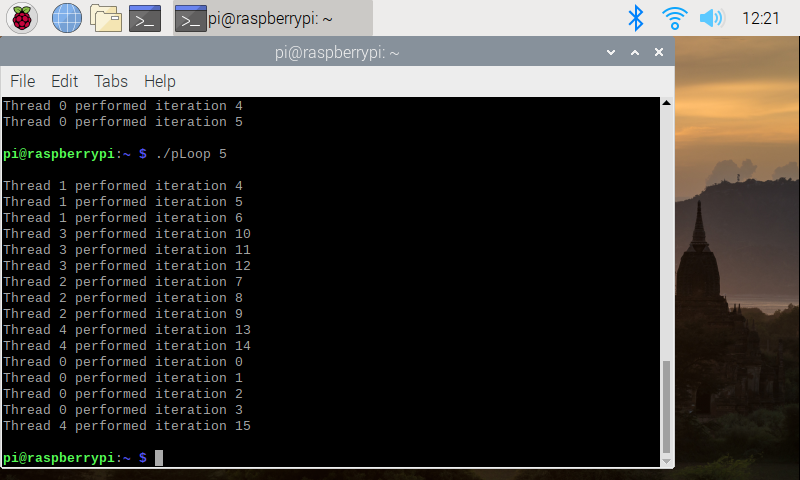 pi@raspberrypi: ~
12:21
pi@raspberrypi: ~
File Edit Tabs Help
Thread 0 performed iteration 4
Thread 0 performed iteration 5
pi@raspberrypi:~ $ ./pLoop 5
Thread 1 performed iteration 4
Thread 1 performed iteration 5
Thread 1 performed iteration 6
Thread 3 performed iteration 10
Thread 3 performed iteration 11
Thread 3 performed iteration 12
Thread 2 performed iteration 7
Thread 2 performed iteration 8
Thread 2 performed iteration 9
Thread 4 performed iteration 13
Thread 4 performed iteration 14
Thread 0 performed iteration 0
Thread 0 performed iteration 1
Thread 0 performed iteration 2
Thread 0 performed iteration 3
Thread 4 performed iteration 15
pi@raspberrypi:~ $